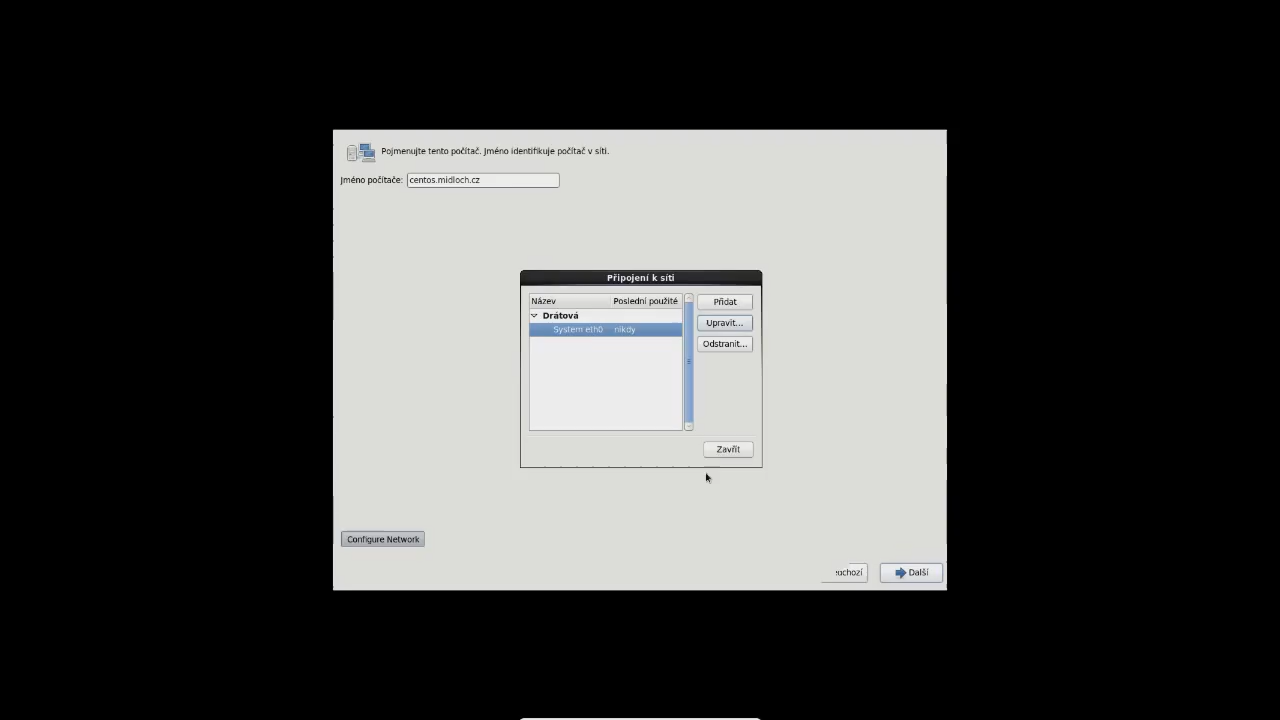 Pojmenujte tento počítač. Jméno identifikuje počítač v síti.
Jméno počítače: centos.midloch.cz
Připojení k síti
Název Poslední použité
Drátová
System eth0 nikdy
Přidat
Upravit...
Odstranit...
Zavřít
Configure Network
Další